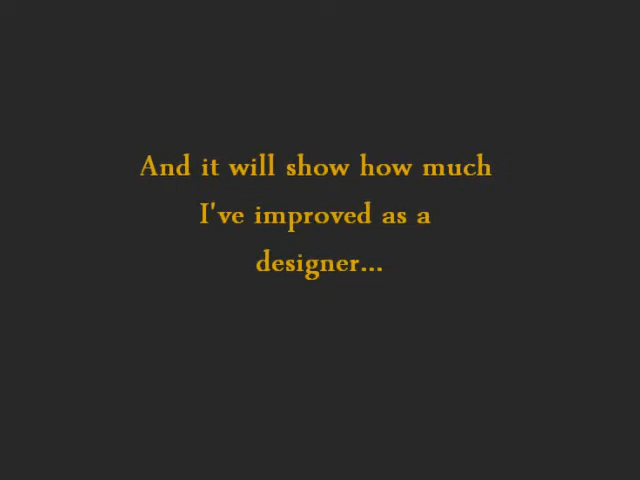 And it will show how much
I've improved as a
designer...